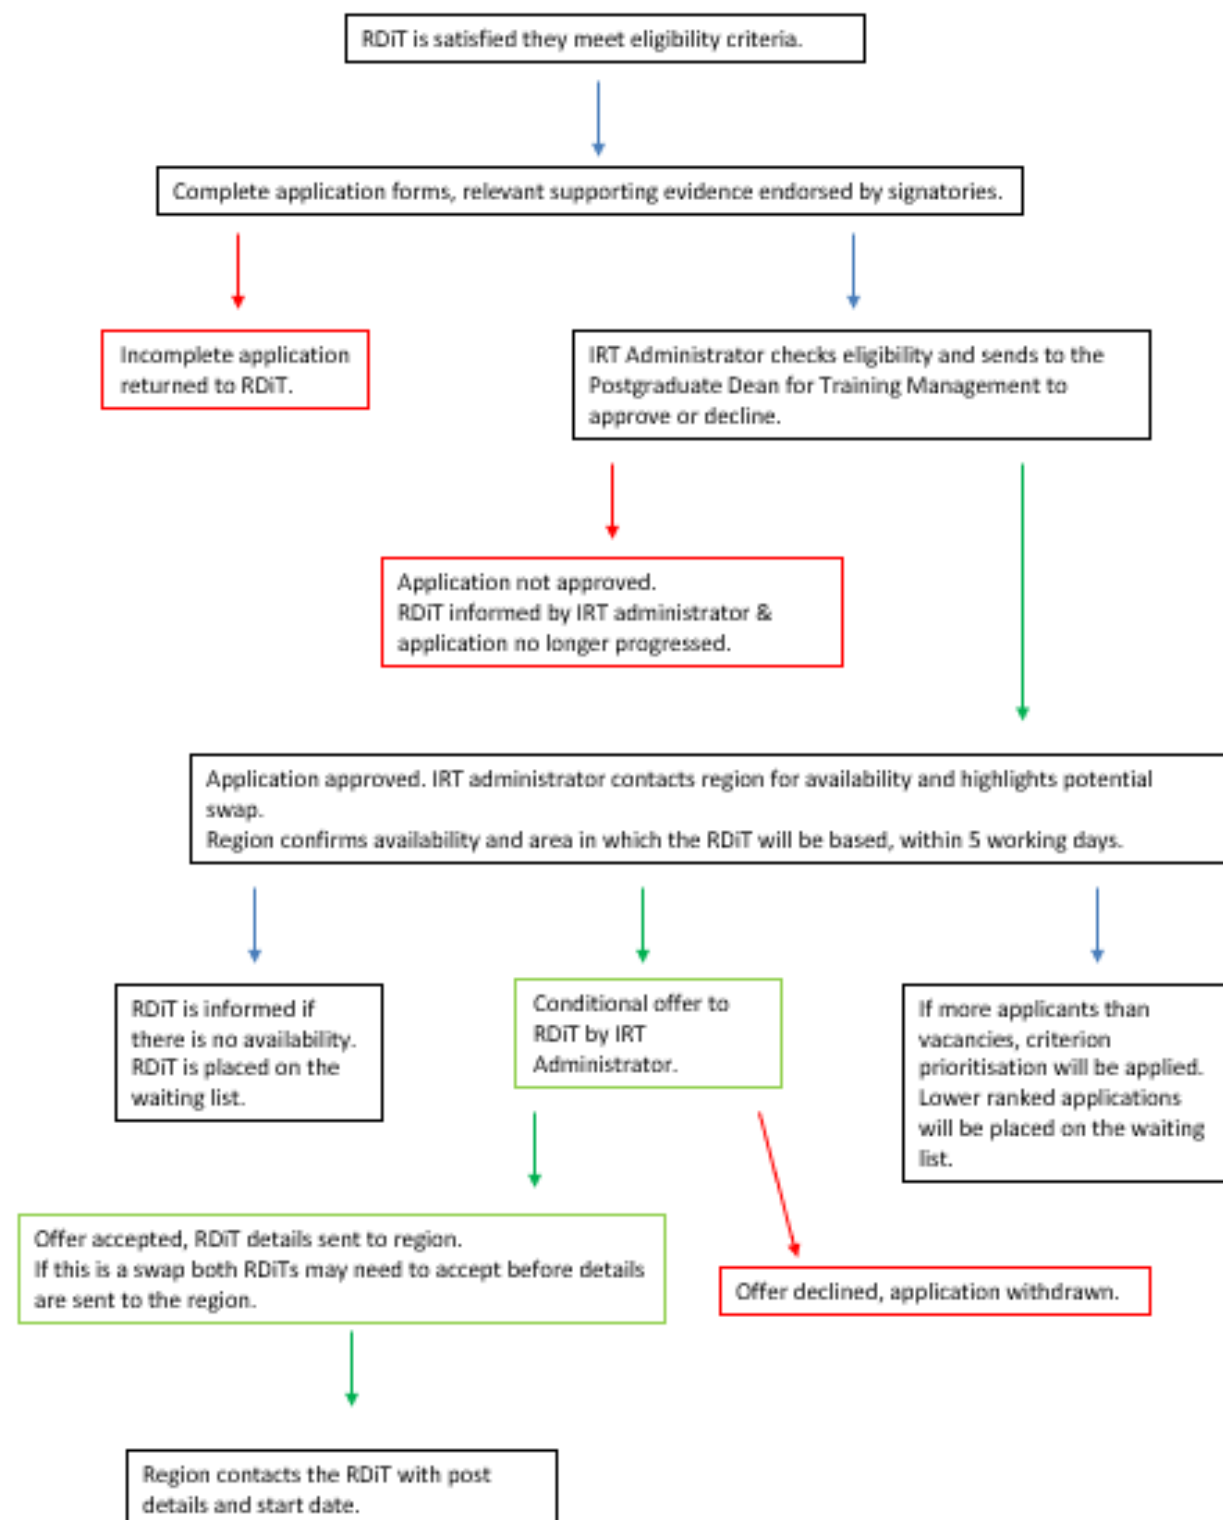 RDiT is satisfied they meet eligibility criteria.
Complete application forms, relevant supporting evidence endorsed by signatories.
Incomplete application
returned to RDiT.
IRT Administrator checks eligibility and sends to the
Postgraduate Dean for Training Management to
approve or decline.
Application not approved.
RDiT informed by IRT administrator &
application no longer progressed.
Application approved. IRT administrator contacts region for availability and highlights potential
swap.
Region confirms availability and area in which the RDiT will be based, within 5 working days.
RDiT is informed if
there is no availability.
RDiT is placed on the
waiting list.
Conditional offer to
RDiT by IRT
Administrator.
If more applicants than
vacancies, criterion
prioritisation will be applied.
Lower ranked applications
will be placed on the waiting
list.
Offer accepted, RDiT details sent to region.
If this is a swap both RDiTs may need to accept before details
are sent to the region.
Offer declined, application withdrawn.
Region contacts the RDiT with post
details and start date.